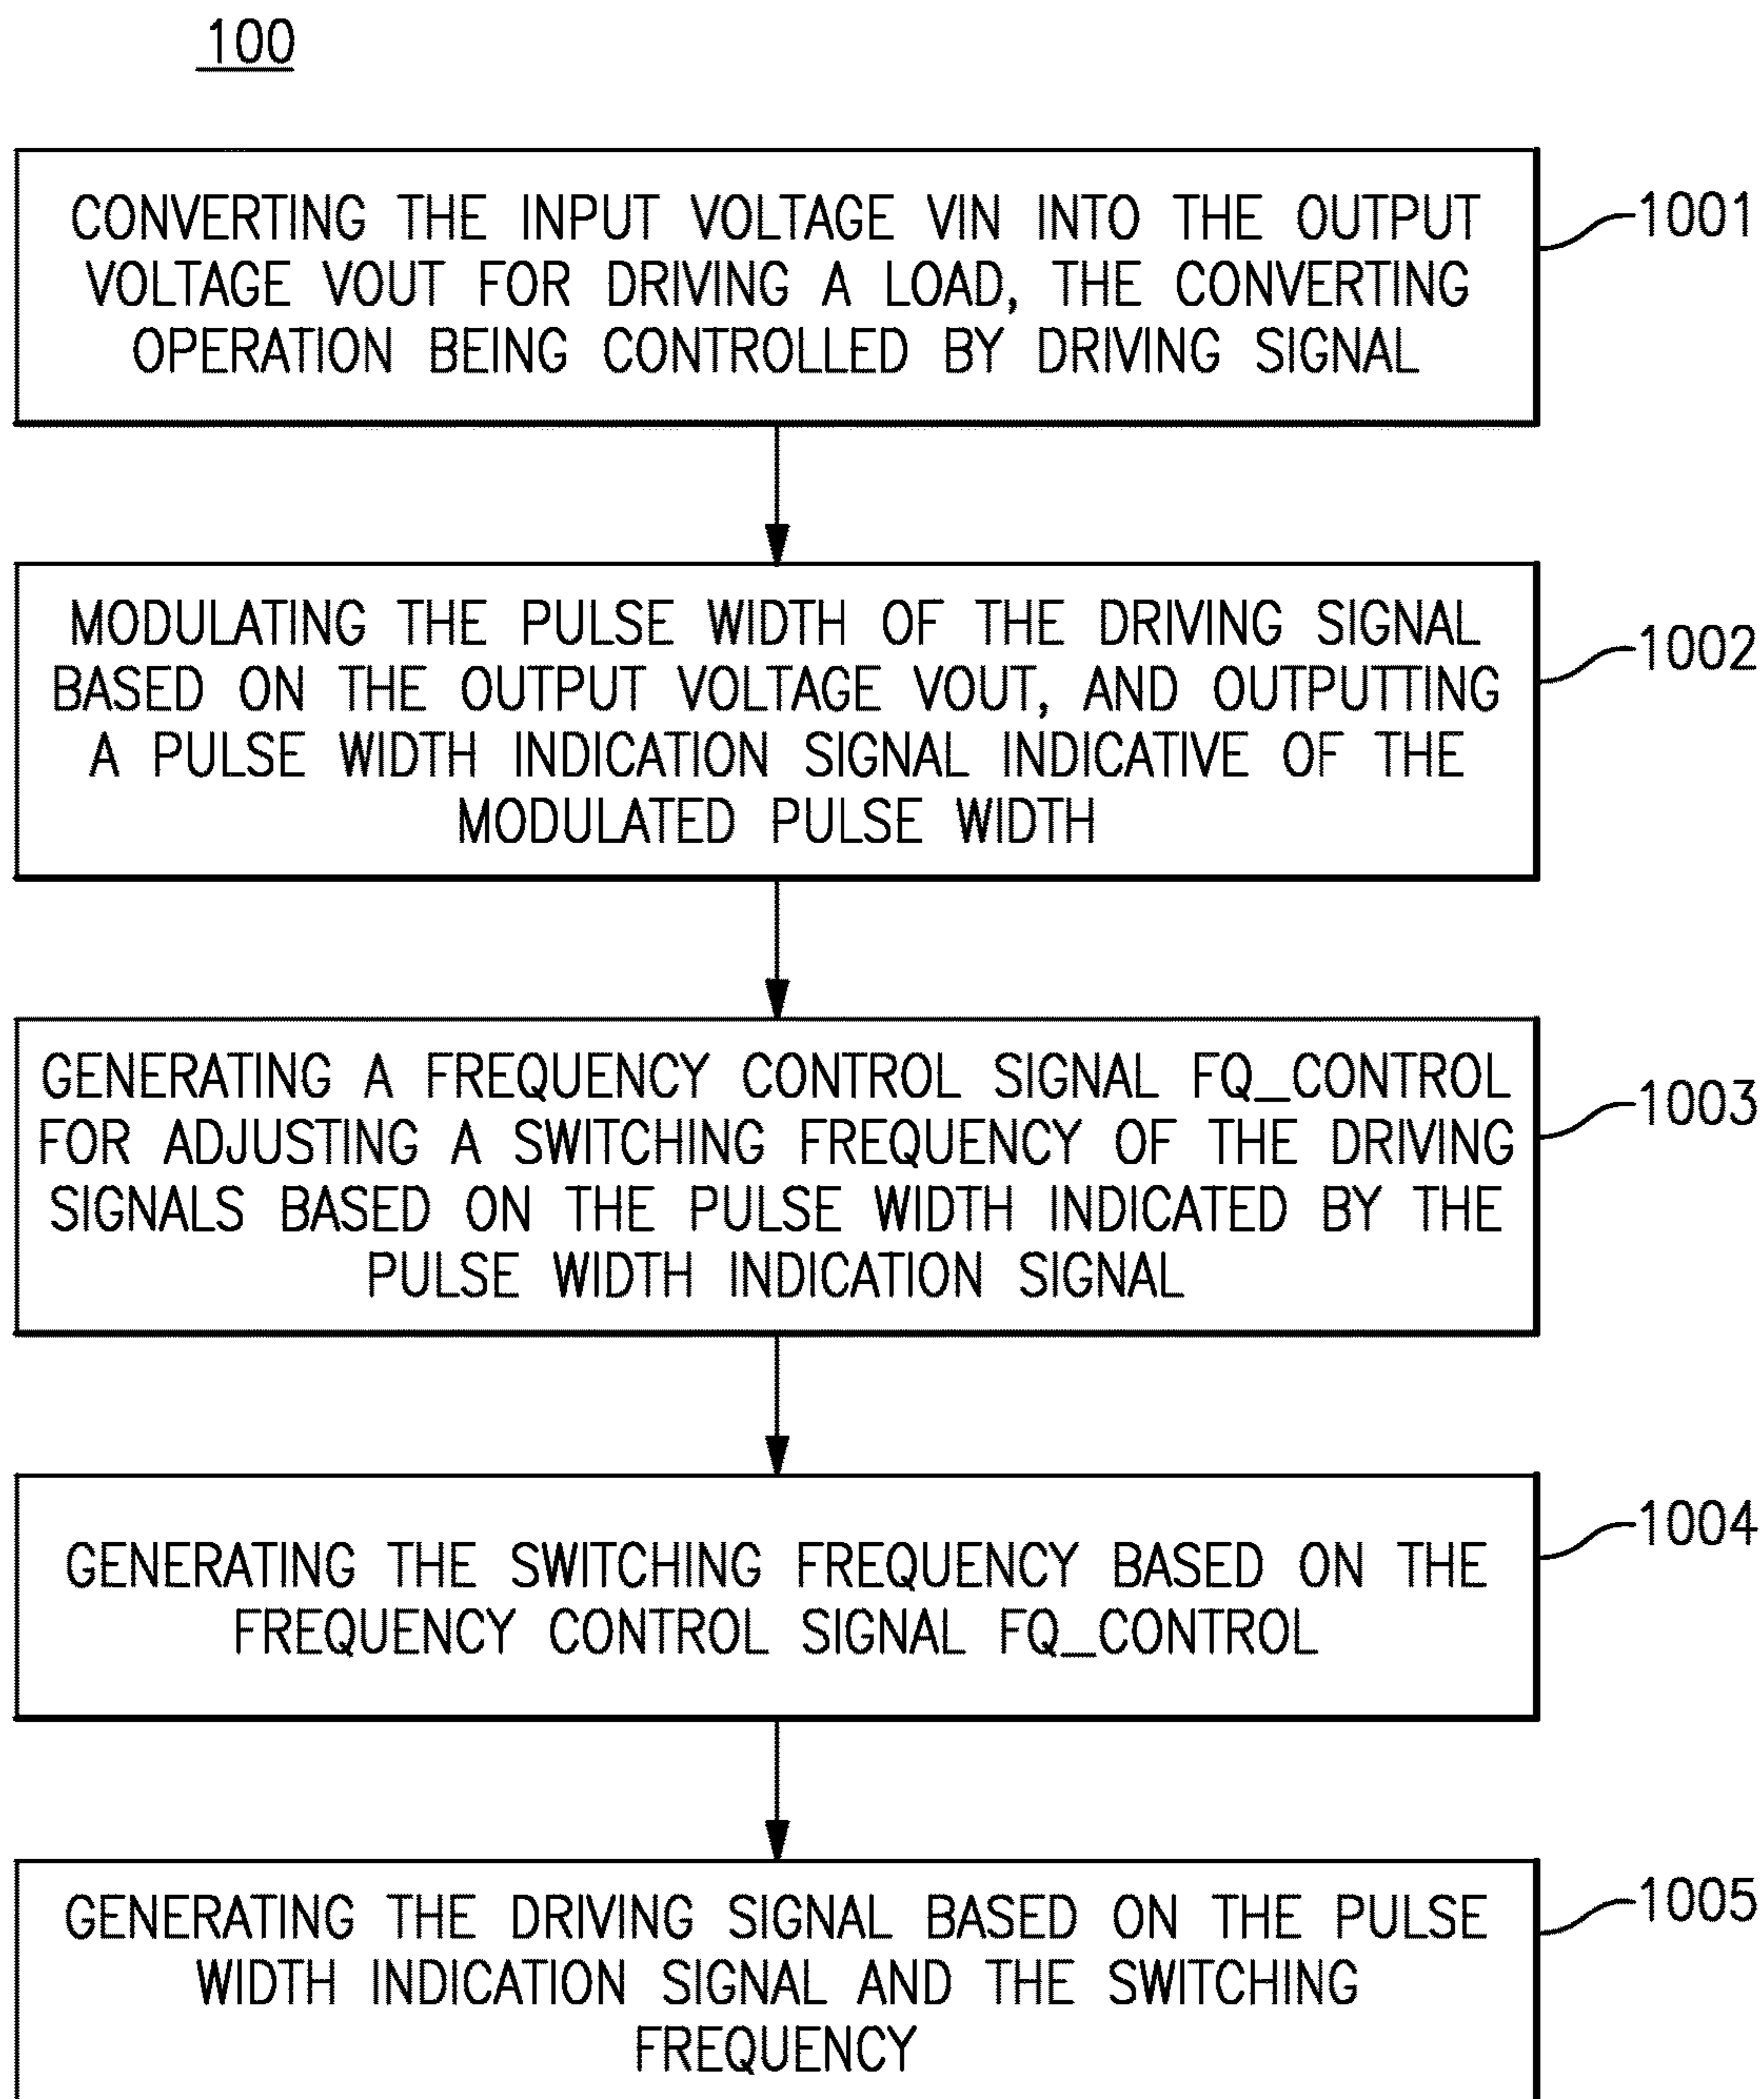 100
CONVERTING THE INPUT VOLTAGE VIN INTO THE OUTPUT
VOLTAGE VOUT FOR DRIVING A LOAD, THE CONVERTING
OPERATION BEING CONTROLLED BY DRIVING SIGNAL
1001
MODULATING THE PULSE WIDTH OF THE DRIVING SIGNAL
BASED ON THE OUTPUT VOLTAGE VOUT, AND OUTPUTTING
A PULSE WIDTH INDICATION SIGNAL INDICATIVE OF THE
MODULATED PULSE WIDTH
1002
GENERATING A FREQUENCY CONTROL SIGNAL FQ_CONTROL
FOR ADJUSTING A SWITCHING FREQUENCY OF THE DRIVING
SIGNALS BASED ON THE PULSE WIDTH INDICATED BY THE
PULSE WIDTH INDICATION SIGNAL
1003
GENERATING THE SWITCHING FREQUENCY BASED ON THE
FREQUENCY CONTROL SIGNAL FQ_CONTROL
1004
GENERATING THE DRIVING SIGNAL BASED ON THE PULSE
WIDTH INDICATION SIGNAL AND THE SWITCHING
FREQUENCY
1005